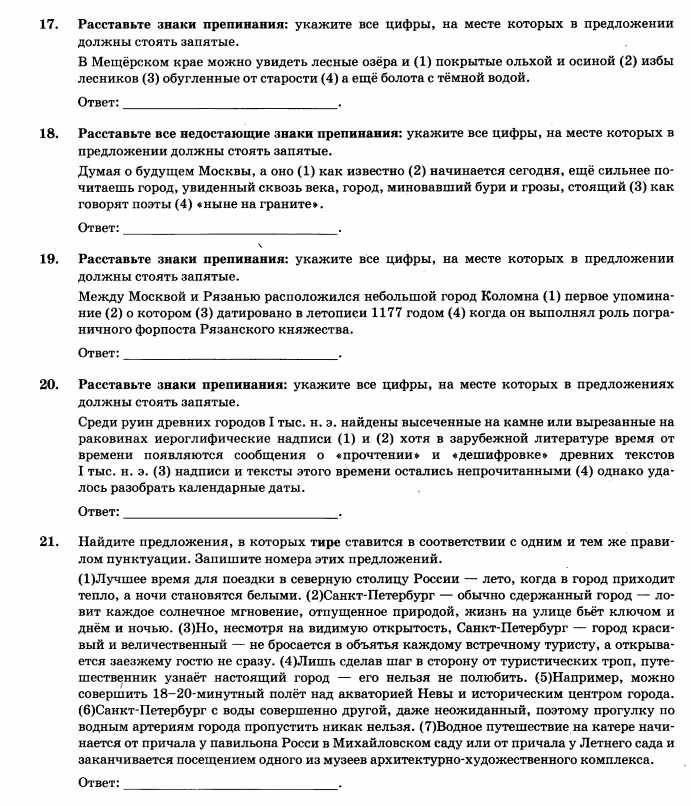 17. Расставьте знаки препинания: укажите все цифры, на месте которых в предложении
должны стоять запятые.
В Мещёрском крае можно увидеть лесные озёра и (1) покрытые ольхой и осиной (2) избы
лесников (3) обугленные от старости (4) а ещё болота с тёмной водой.
Ответ: ___________________________.
18. Расставьте все недостающие знаки препинания: укажите все цифры, на месте которых в
предложении должны стоять запятые.
Думая о будущем Москвы, а оно (1) как известно (2) начинается сегодня, ещё сильнее по-
читаешь город, увиденный сквозь века, город, миновавший бури и грозы, стоящий (3) как
говорят поэты (4) «ныне на граните».
Ответ: ___________________________.
19. Расставьте знаки препинания: укажите все цифры, на месте которых в предложении
должны стоять запятые.
Между Москвой и Рязанью расположился небольшой город Коломна (1) первое упомина-
ние (2) о котором (3) датировано в летописи 1177 годом (4) когда он выполнял роль погра-
ничного форпоста Рязанского княжества.
Ответ: ___________________________.
20. Расставьте знаки препинания: укажите все цифры, на месте которых в предложениях
должны стоять запятые.
Среди руин древних городов I тыс. н. э. найдены высеченные на камне или вырезанные на
раковинах иероглифические надписи (1) и (2) хотя в зарубежной литературе время от
времени появляются сообщения о «прочтении» и «дешифровке» древних текстов
I тыс. н. э. (3) надписи и тексты этого времени остались непрочитанными (4) однако уда-
лось разобрать календарные даты.
Ответ: ___________________________.
21. Найдите предложения, в которых тире ставится в соответствии с одним и тем же прави-
лом пунктуации. Запишите номера этих предложений.
(1)Лучшее время для поездки в северную столицу России — лето, когда в город приходит
тепло, а ночи становятся белыми. (2)Санкт-Петербург — обычно сдержанный город — ло-
вит каждое солнечное мгновение, отпущенное природой, жизнь на улице бьёт ключом и
днём и ночью. (3)Но, несмотря на видимую открытость, Санкт-Петербург — город краси-
вый и величественный — не бросается в объятья каждому встречному туристу, а открыва-
ется заезжему гостю не сразу. (4)Лишь сделав шаг в сторону от туристических троп, путе-
шественник узнаёт настоящий город — его нельзя не полюбить. (5)Например, можно
совершить 18–20-минутный полёт над акваторией Невы и историческим центром города.
(6)Санкт-Петербург с воды совершенно другой, даже неожиданный, поэтому прогулку по
водным артериям города пропустить никак нельзя. (7)Водное путешествие на катере начи-
нается от причала у павильона Росси в Михайловском саду или от причала у Летнего сада и
заканчивается посещением одного из музеев архитектурно-художественного комплекса.
Ответ: ___________________________.